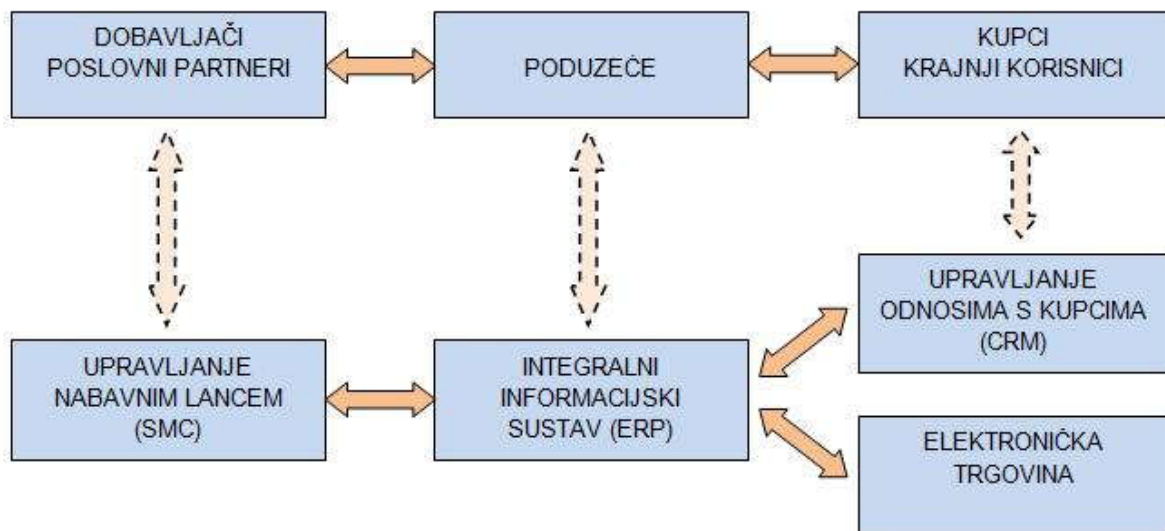 DOBAVLJAČI
POSLOVNI PARTNERI
PODUZEĆE
KUPCI
KRAJNJI KORISNICI
UPRAVLJANJE
NABAVNIM LANCEM
(SMC)
INTEGRALNI
INFORMACIJSKI
SUSTAV (ERP)
UPRAVLJANJE
ODNOSIMA S KUPCIMA
(CRM)
ELEKTRONIČKA
TRGOVINA